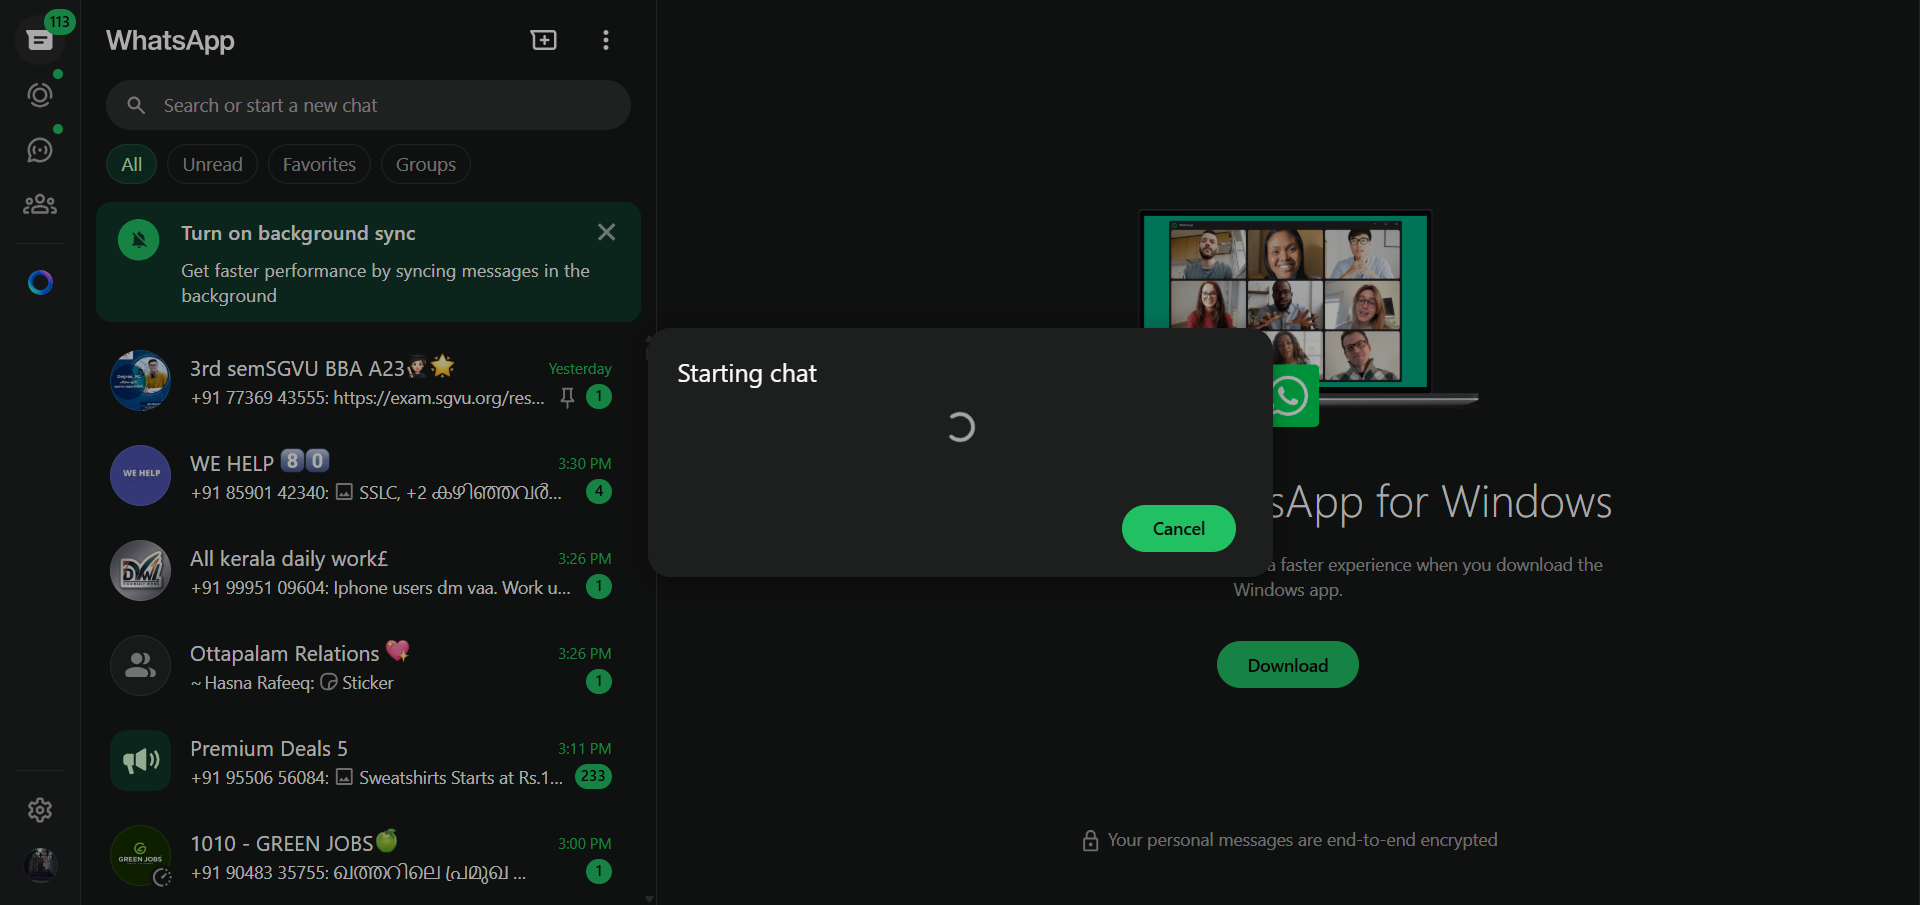 113
WhatsApp
Search or start a new chat
All
Unread
Favorites
Groups
Turn on background sync
Get faster performance by syncing messages in the
background
3rd semSGVU BBA A23👩🏻‍🎓🌟
Yesterday
+91 77369 43555: https://exam.sgvu.org/res...
1
WE HELP
WE HELP 8️⃣0️⃣
3:30 PM
+91 85901 42340: SSLC, +2 കഴിഞ്ഞവർ...
4
All kerala daily work£
3:26 PM
+91 99951 09604: Iphone users dm vaa. Work u...
1
Ottapalam Relations 💖
3:26 PM
~ Hasna Rafeeq: Sticker
1
Premium Deals 5
3:11 PM
+91 95506 56084: Sweatshirts Starts at Rs.1...
233
GREEN JOBS
1010 - GREEN JOBS🍏
3:00 PM
+91 90483 35755: ഖത്തറിലെ പ്രമുഖ ...
1
Starting chat
Cancel
sApp for Windows
a faster experience when you download the
Windows app.
Download
Your personal messages are end-to-end encrypted